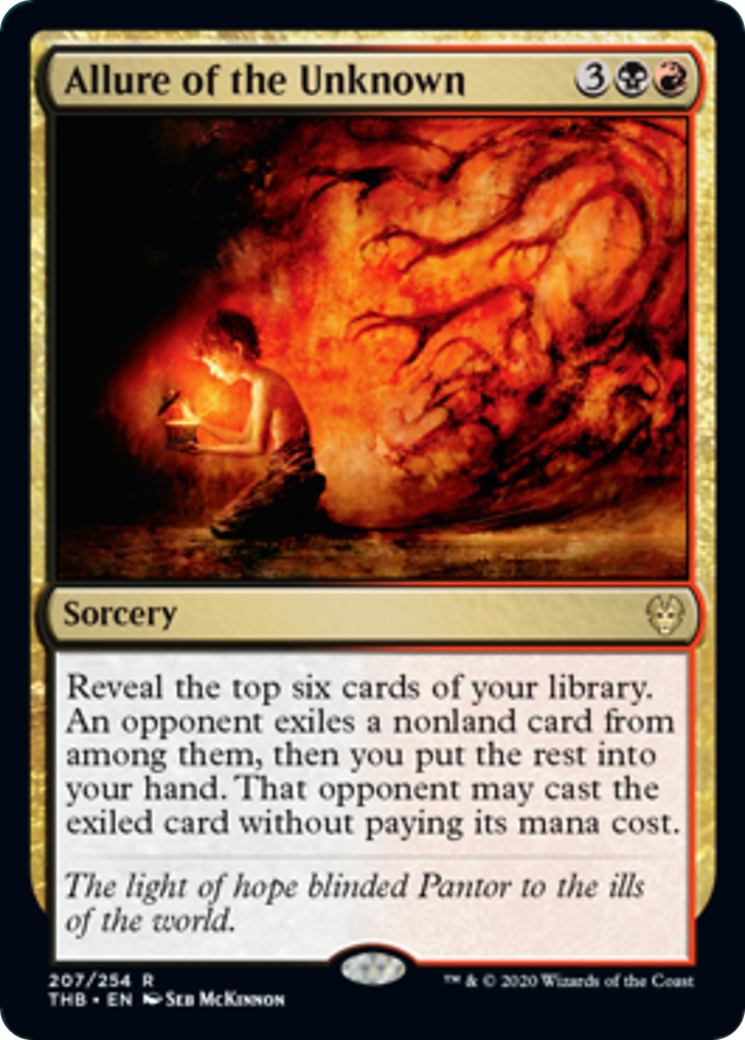 Allure of the Unknown 3
Sorcery
Reveal the top six cards of your library.
An opponent exiles a nonland card from
among them, then you put the rest into
your hand. That opponent may cast the
exiled card without paying its mana cost.
The light of hope blinded Pantor to the ills
of the world.
207/254 R
THB • EN Seb McKinnon
™ & © 2020 Wizards of the Coast